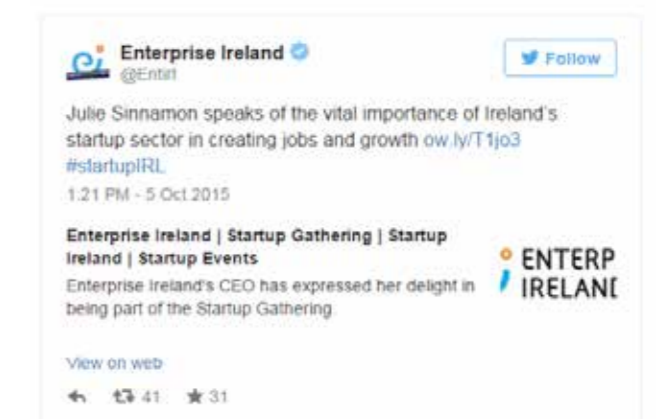 Enterprise Ireland
@Entirl
Follow
Julie Sinnamon speaks of the vital importance of Ireland's
startup sector in creating jobs and growth ow.ly/T1jo3
#startupIRL
1:21 PM - 5 Oct 2015
Enterprise Ireland | Startup Gathering | Startup
Ireland | Startup Events
Enterprise Ireland's CEO has expressed her delight in
being part of the Startup Gathering
ENTERP
IRELAND
View on web
41 31